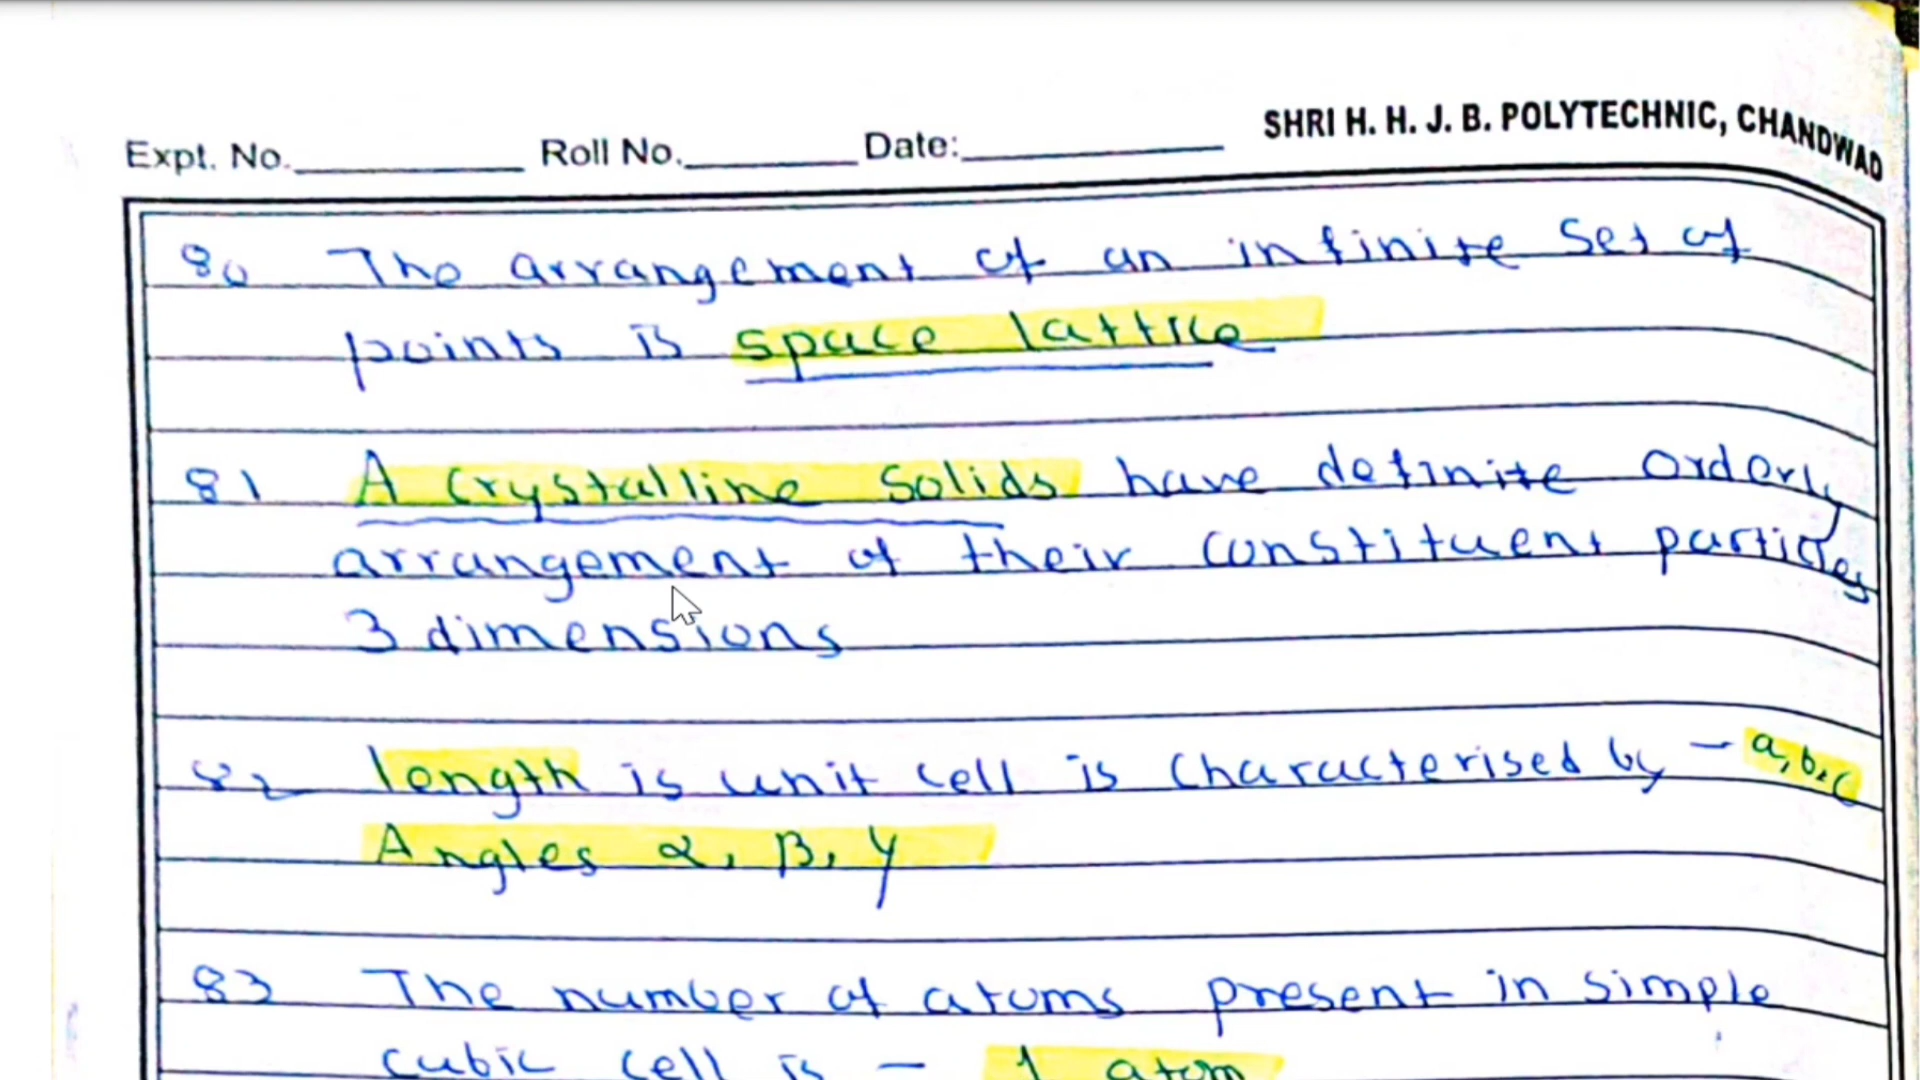 Expt. No. Roll No. Date: SHRI H. H. J. B. POLYTECHNIC, CHANDWAD
80 The arrangement of an infinite set of
points is space lattice
81 A crystalline solids have definite orderly
arrangement of their constituent particles
3 dimensions
82 length is unit cell is characterised by - a, b, c
Angles α, β, γ
83 The number of atoms present in simple
cubic cell is - 1 atom